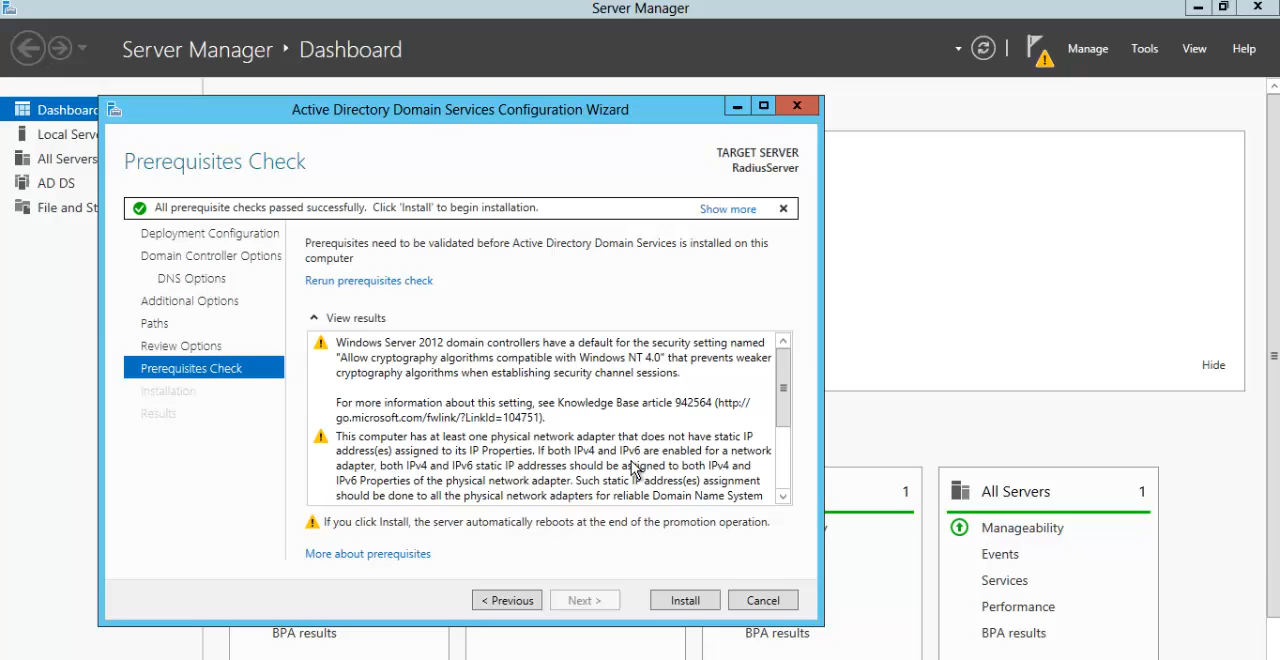 Server Manager
Server Manager ‣ Dashboard
Manage
Tools
View
Help
Dashboard
Local Serve
All Servers
AD DS
File and St
Active Directory Domain Services Configuration Wizard
Prerequisites Check
TARGET SERVER
RadiusServer
All prerequisite checks passed successfully.  Click 'Install' to begin installation.
Show more
Deployment Configuration
Domain Controller Options
DNS Options
Additional Options
Paths
Review Options
Prerequisites Check
Installation
Results
Prerequisites need to be validated before Active Directory Domain Services is installed on this
computer
Rerun prerequisites check
View results
Windows Server 2012 domain controllers have a default for the security setting named
"Allow cryptography algorithms compatible with Windows NT 4.0" that prevents weaker
cryptography algorithms when establishing security channel sessions.
For more information about this setting, see Knowledge Base article 942564 (http://
go.microsoft.com/fwlink/?LinkId=104751).
This computer has at least one physical network adapter that does not have static IP
address(es) assigned to its IP Properties. If both IPv4 and IPv6 are enabled for a network
adapter, both IPv4 and IPv6 static IP addresses should be assigned to both IPv4 and
IPv6 Properties of the physical network adapter. Such static IP address(es) assignment
should be done to all the physical network adapters for reliable Domain Name System
If you click Install, the server automatically reboots at the end of the promotion operation.
More about prerequisites
< Previous
Next >
Install
Cancel
Hide
1
All Servers
1
Manageability
Events
Services
Performance
BPA results
BPA results
BPA results